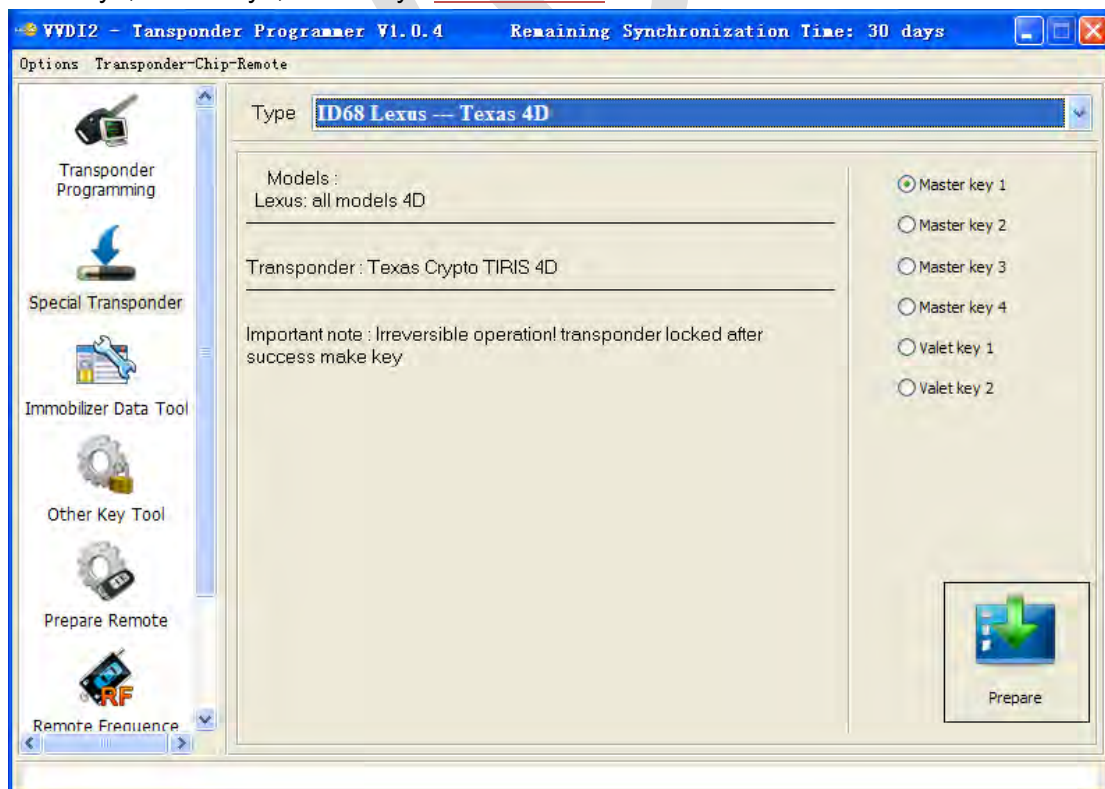 VVDI2 - Tansponder Programmer V1.0.4 Remaining Synchronization Time: 30 days
Options Transponder-Chip-Remote
Type ID68 Lexus --- Texas 4D
Transponder
Programming
Special Transponder
Immobilizer Data Tool
Other Key Tool
Prepare Remote
RF
Remote Frequence
Models :
Lexus: all models 4D
Transponder : Texas Crypto TIRIS 4D
Important note : Irreversible operation! transponder locked after
success make key
Master key 1
Master key 2
Master key 3
Master key 4
Valet key 1
Valet key 2
Prepare